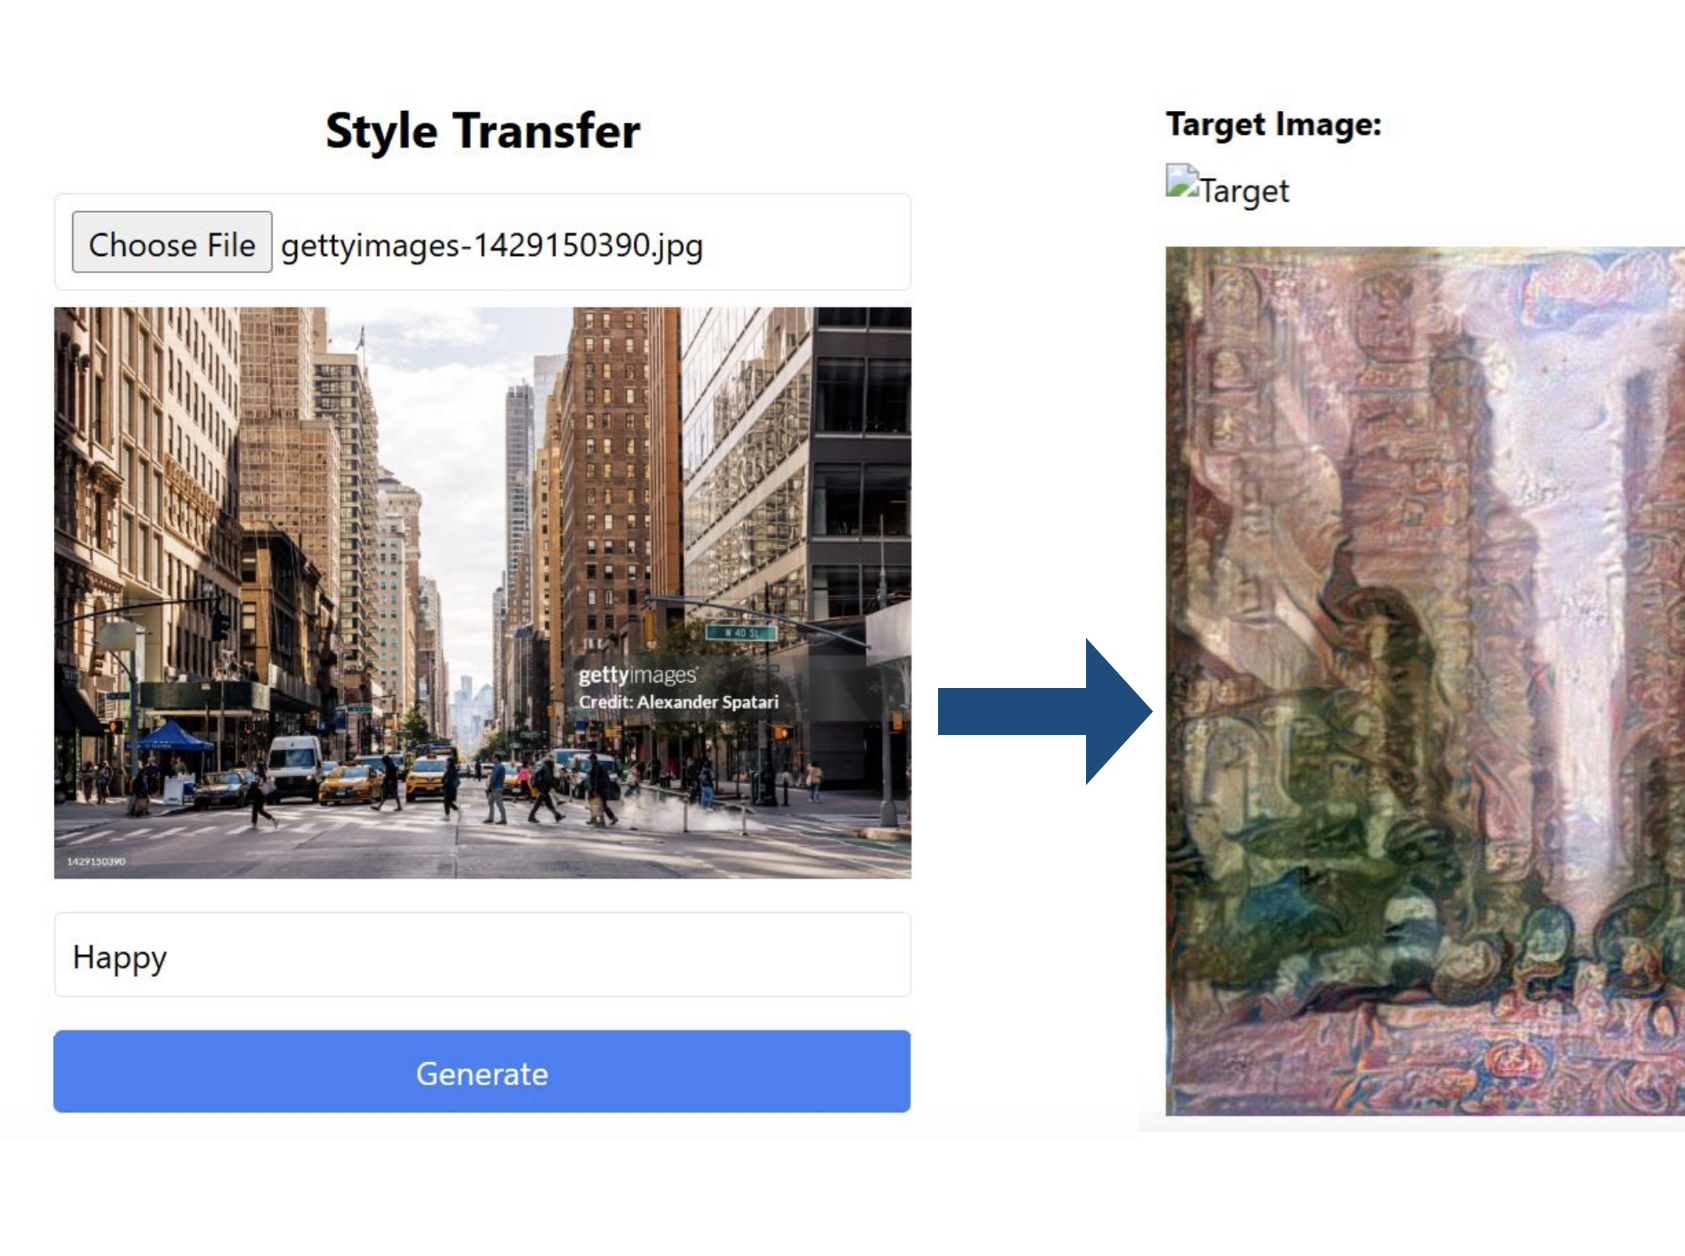 Style Transfer
Choose File gettyimages-1429150390.jpg
W 40 St
gettyimages
Credit: Alexander Spatari
1429150390
Happy
Generate
Target Image:
Target